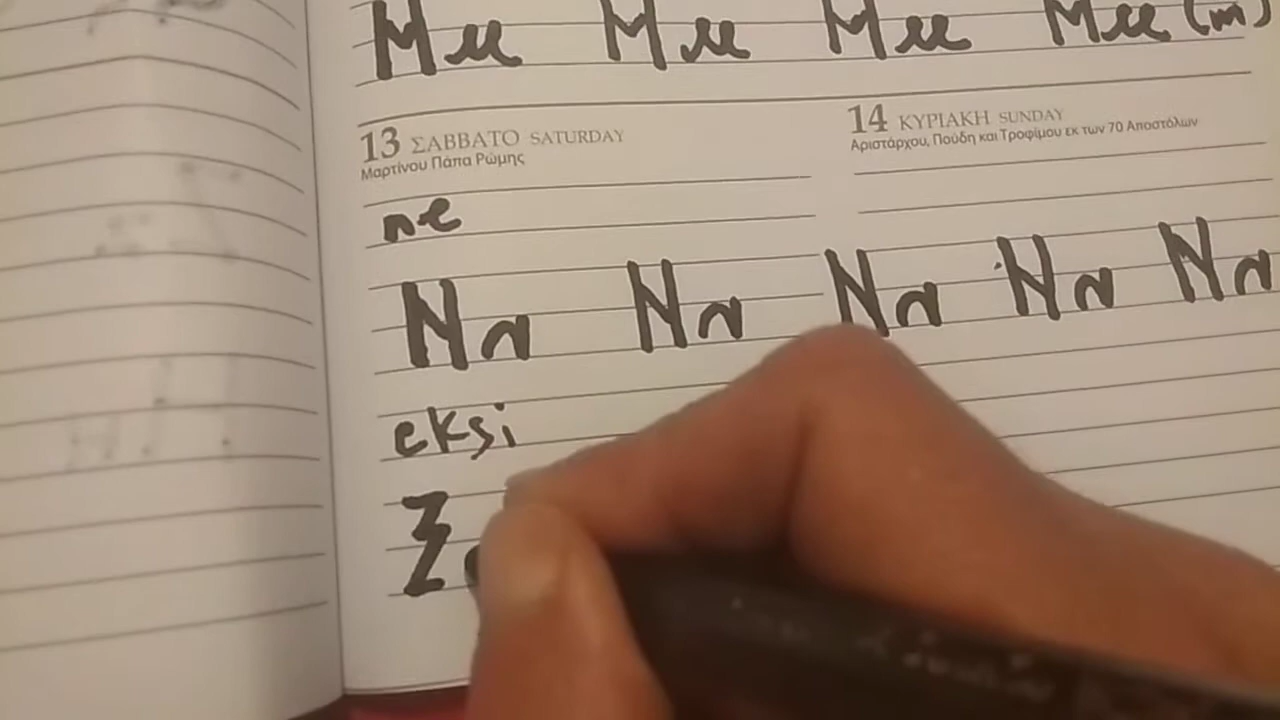 Μμ Μμ Μμ Μμ (m)
13 ΣΑΒΒΑΤΟ SATURDAY
Μαρτίνου Πάπα Ρώμης
14 ΚΥΡΙΑΚΗ SUNDAY
Αριστάρχου, Πούδη και Τροφίμου εκ των 70 Αποστόλων
ne
Νν Νν Νν Νν Νν
eksi
Ξ